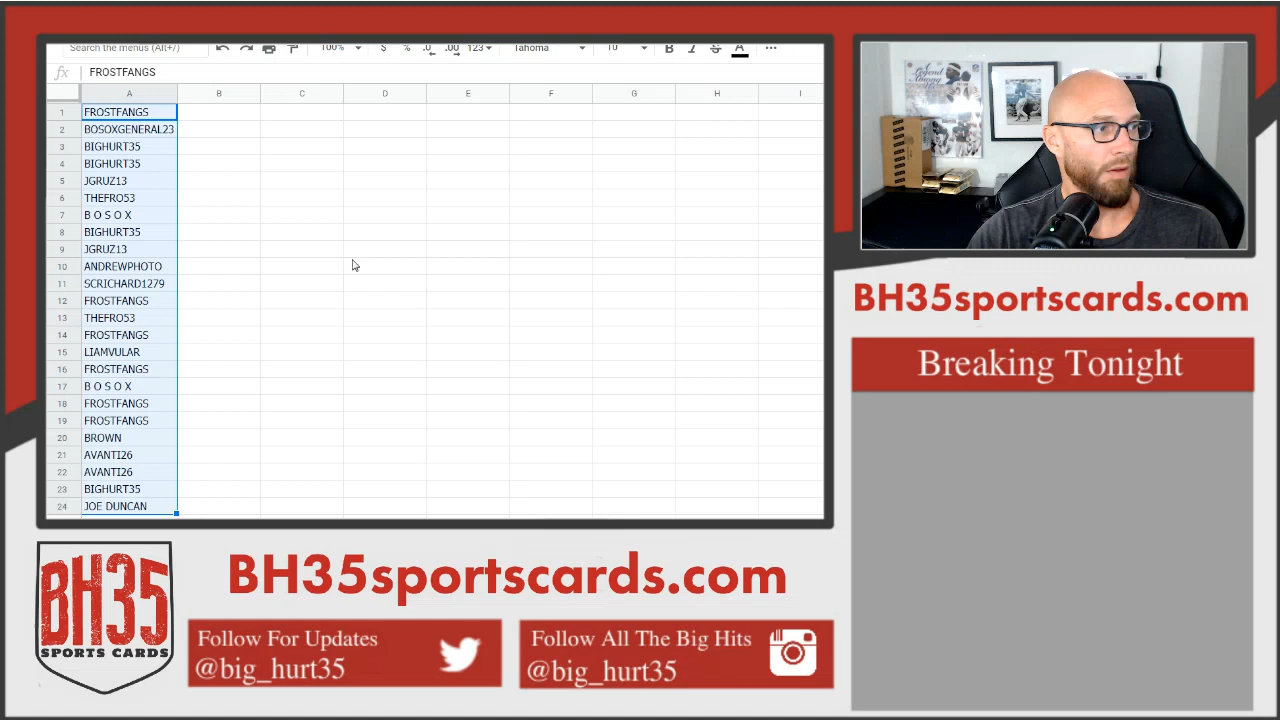 Search the menus (Alt+/)
100%
$ % .0 .00 123
Tahoma
10
B I S A
fx FROSTFANGS
A B C D E F G H I
1 FROSTFANGS
2 BOSOXGENERAL23
3 BIGHURT35
4 BIGHURT35
5 JGRUZ13
6 THEFRO53
7 B O S O X
8 BIGHURT35
9 JGRUZ13
10 ANDREWPHOTO
11 SCRICHARD1279
12 FROSTFANGS
13 THEFRO53
14 FROSTFANGS
15 LIAMVULAR
16 FROSTFANGS
17 B O S O X
18 FROSTFANGS
19 FROSTFANGS
20 BROWN
21 AVANTI26
22 AVANTI26
23 BIGHURT35
24 JOE DUNCAN
BH35sportscards.com
Breaking Tonight
BH35
SPORTS CARDS
BH35sportscards.com
Follow For Updates
@big_hurt35
Follow All The Big Hits
@big_hurt35